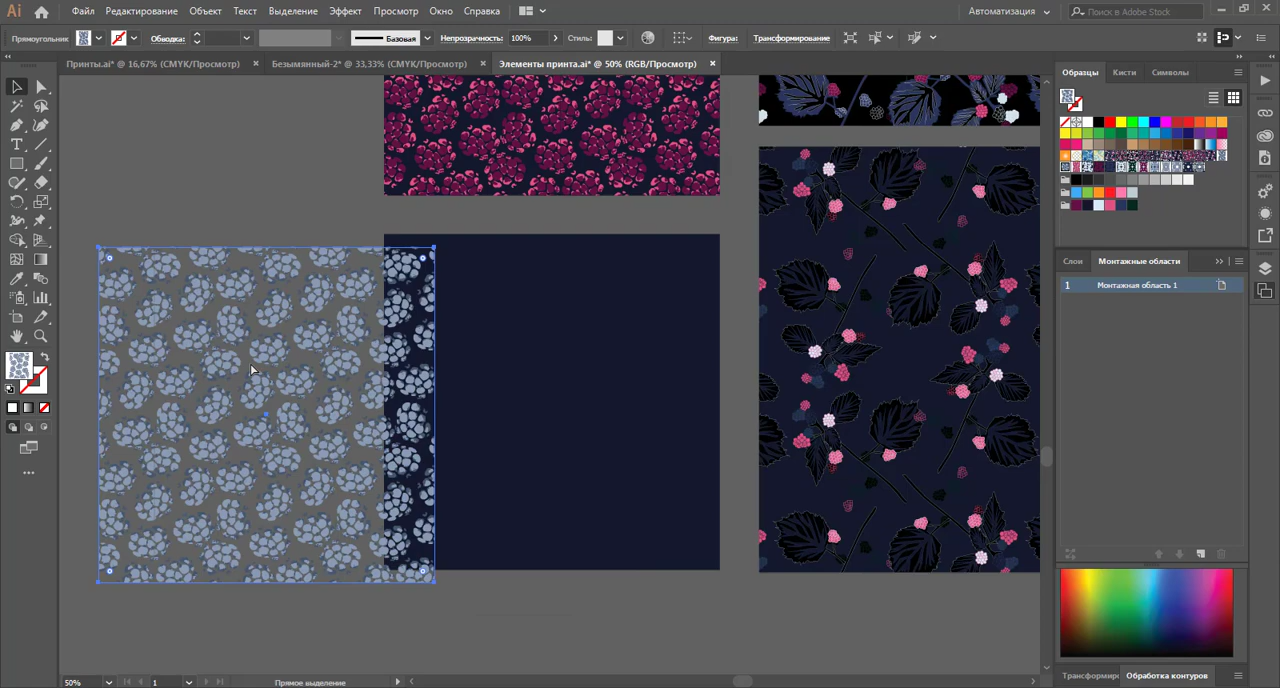 Ai Файл Редактирование Объект Текст Выделение Эффект Просмотр Окно Справка Автоматизация Поиск в Adobe Stock
Прямоугольник Обводка: Базовая Непрозрачность: 100% Стиль: Фигура: Трансформирование
Принты.ai* @ 16,67% (CMYK/Просмотр) × Безымянный-2* @ 33,33% (CMYK/Просмотр) × Элементы принта.ai* @ 50% (RGB/Просмотр) ×
Образцы Кисти Символы
Слои Монтажные области
1 Монтажная область 1
Трансформиро Обработка контуров
50% 1 Прямое выделение